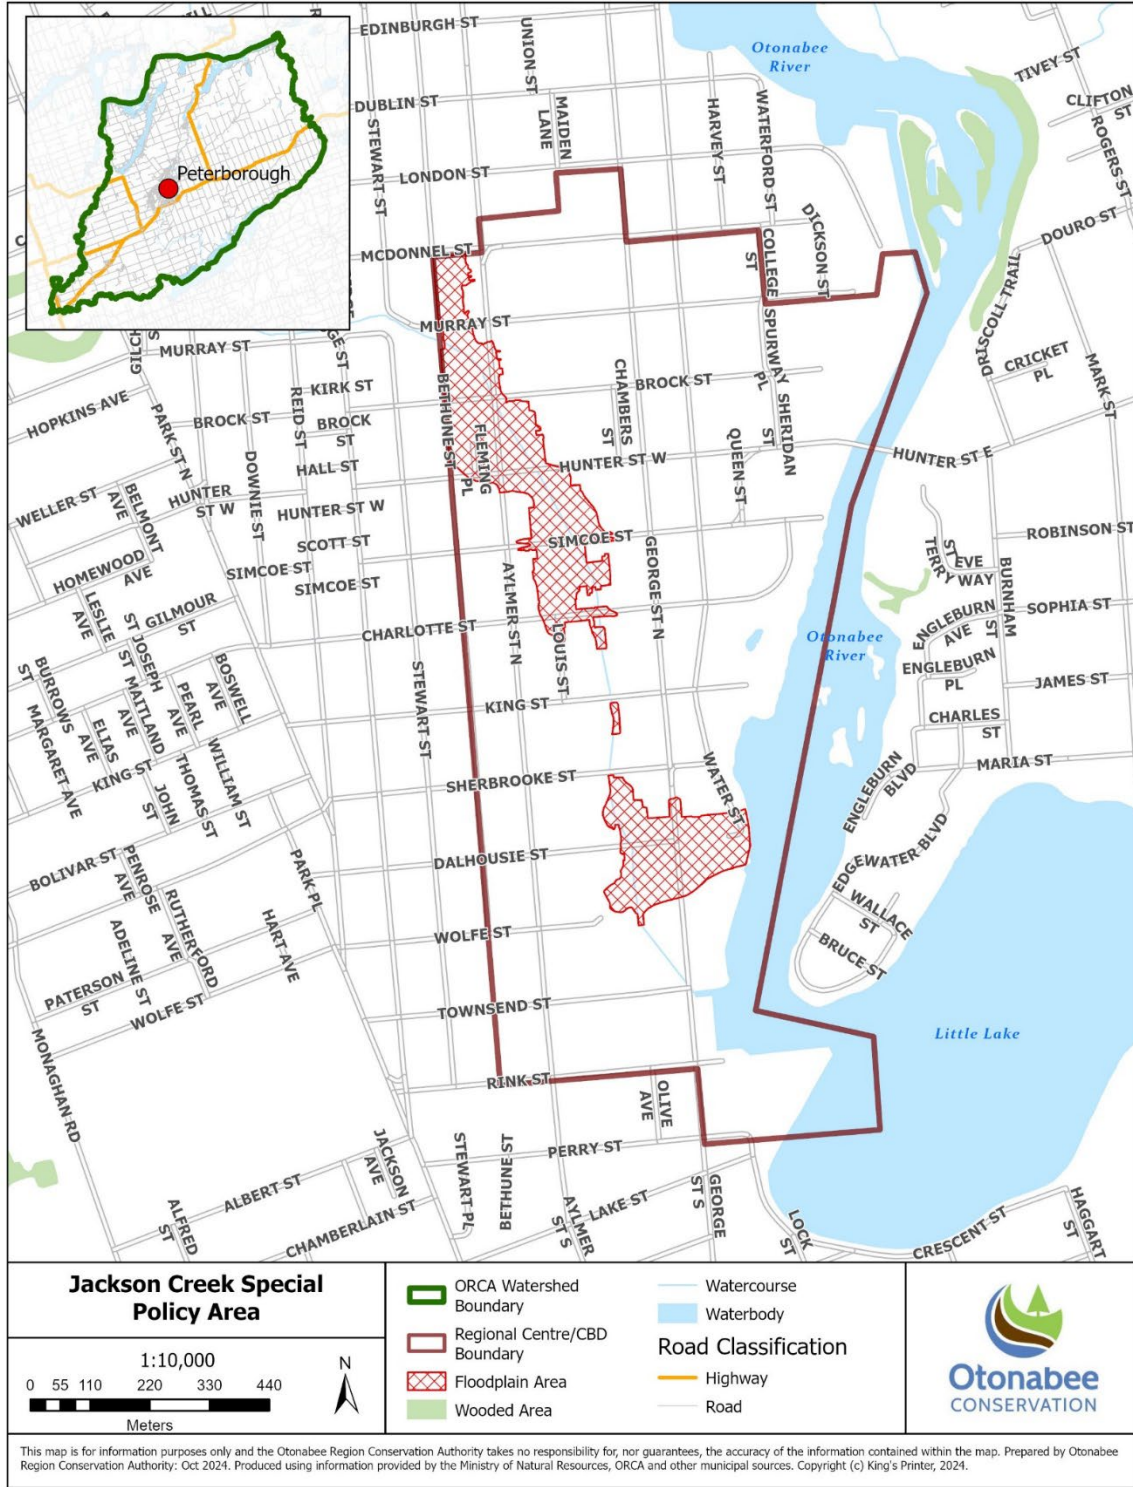 EDINBURGH ST
UNION ST
Otonabee
River
TIVEY ST
DUBLIN ST
MAIDEN
LANE
HARVEY ST
WATERFORD ST
CLIFTON
ST
ROGERS ST
STEWART ST
Peterborough
LONDON ST
DICKSON ST
DOURO ST
MCDONNEL ST
COLLEGE
ST
DRISCOLL TRAIL
MURRAY ST
MURRAY ST
SPURWAY
PL
CRICKET
PL
MARK ST
KIRK ST
BETHUNE ST
CHAMBERS
ST
BROCK ST
SHERIDAN
ST
HOPKINS AVE
PARK ST N
BROCK ST
REID ST
BROCK
ST
FLEMING
PL
QUEEN ST
HUNTER ST W
HUNTER ST E
HALL ST
WELLER ST
BELMONT
AVE
HUNTER
ST W
DOWNIE ST
HUNTER ST W
SCOTT ST
SIMCOE ST
ROBINSON ST
HOMEWOOD
AVE
SIMCOE ST
SIMCOE ST
AYLMER ST N
GEORGE ST N
TERRY
ST
EVE
WAY
BURNHAM
ST
LESLIE
AVE
GILMOUR
ST
CHARLOTTE ST
LOUIS ST
Otonabee
River
ENGLEBURN
AVE
SOPHIA ST
JOSEPH
ST
BURROWS
ST
MAITLAND
AVE
PEARL
AVE
BOSWELL
AVE
STEWART ST
ENGLEBURN
PL
JAMES ST
MARGARET AVE
ELIAS
AVE
KING ST
KING ST
CHARLES
ST
WILLIAM ST
THOMAS ST
JOHN
ST
SHERBROOKE ST
WATER ST
ENGLEBURN
BLVD
MARIA ST
BOLIVAR ST
PENROSE
AVE
PARK PL
DALHOUSIE ST
EDGEWATER BLVD
RUTHERFORD
AVE
HART AVE
WALLACE
ST
ADELINE ST
WOLFE ST
BRUCE ST
PATERSON
ST
WOLFE ST
TOWNSEND ST
Little Lake
MONAGHAN RD
RINK ST
OLIVE
AVE
JACKSON
AVE
STEWART PL
BETHUNE ST
PERRY ST
ALBERT ST
ALFRED
ST
CHAMBERLAIN ST
AYLMER
ST S
LAKE ST
GEORGE
ST S
LOCK
ST
CRESCENT ST
HAGGART
ST
Jackson Creek Special
Policy Area
1:10,000
0 55 110 220 330 440
Meters
N
ORCA Watershed
Boundary
Regional Centre/CBD
Boundary
Floodplain Area
Wooded Area
Watercourse
Waterbody
Road Classification
Highway
Road
Otonabee
CONSERVATION
This map is for information purposes only and the Otonabee Region Conservation Authority takes no responsibility for, nor guarantees, the accuracy of the information contained within the map. Prepared by Otonabee
Region Conservation Authority: Oct 2024. Produced using information provided by the Ministry of Natural Resources, ORCA and other municipal sources. Copyright (c) King's Printer, 2024.